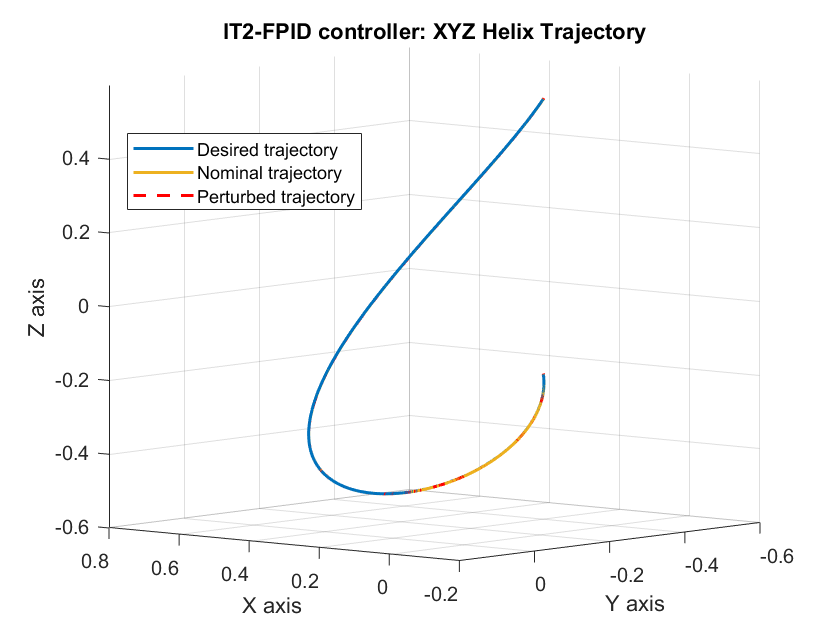 IT2-FPID controller: XYZ Helix Trajectory
Desired trajectory
Nominal trajectory
Perturbed trajectory
0.4
0.2
0
-0.2
-0.4
-0.6
Z axis
0.8
0.6
0.4
0.2
0
-0.2
X axis
0
-0.2
-0.4
-0.6
Y axis